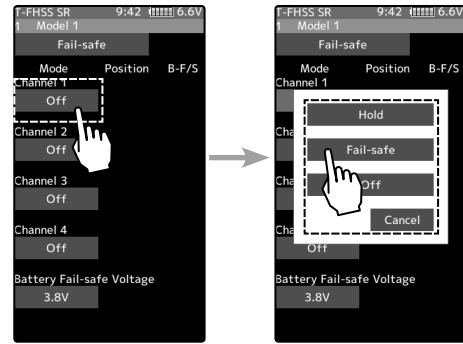 T-FHSS SR 9:42 6.6V
1 Model 1
Fail-safe
Mode Position B-F/S
Channel 1
Off
Channel 2
Off
Channel 3
Off
Channel 4
Off
Battery Fail-safe Voltage
3.8V
T-FHSS SR 9:42 6.6V
1 Model 1
Fail-safe
Mode Position B-F/S
Channel 1
Hold
Fail-safe
Off
Cancel
Off
Battery Fail-safe Voltage
3.8V